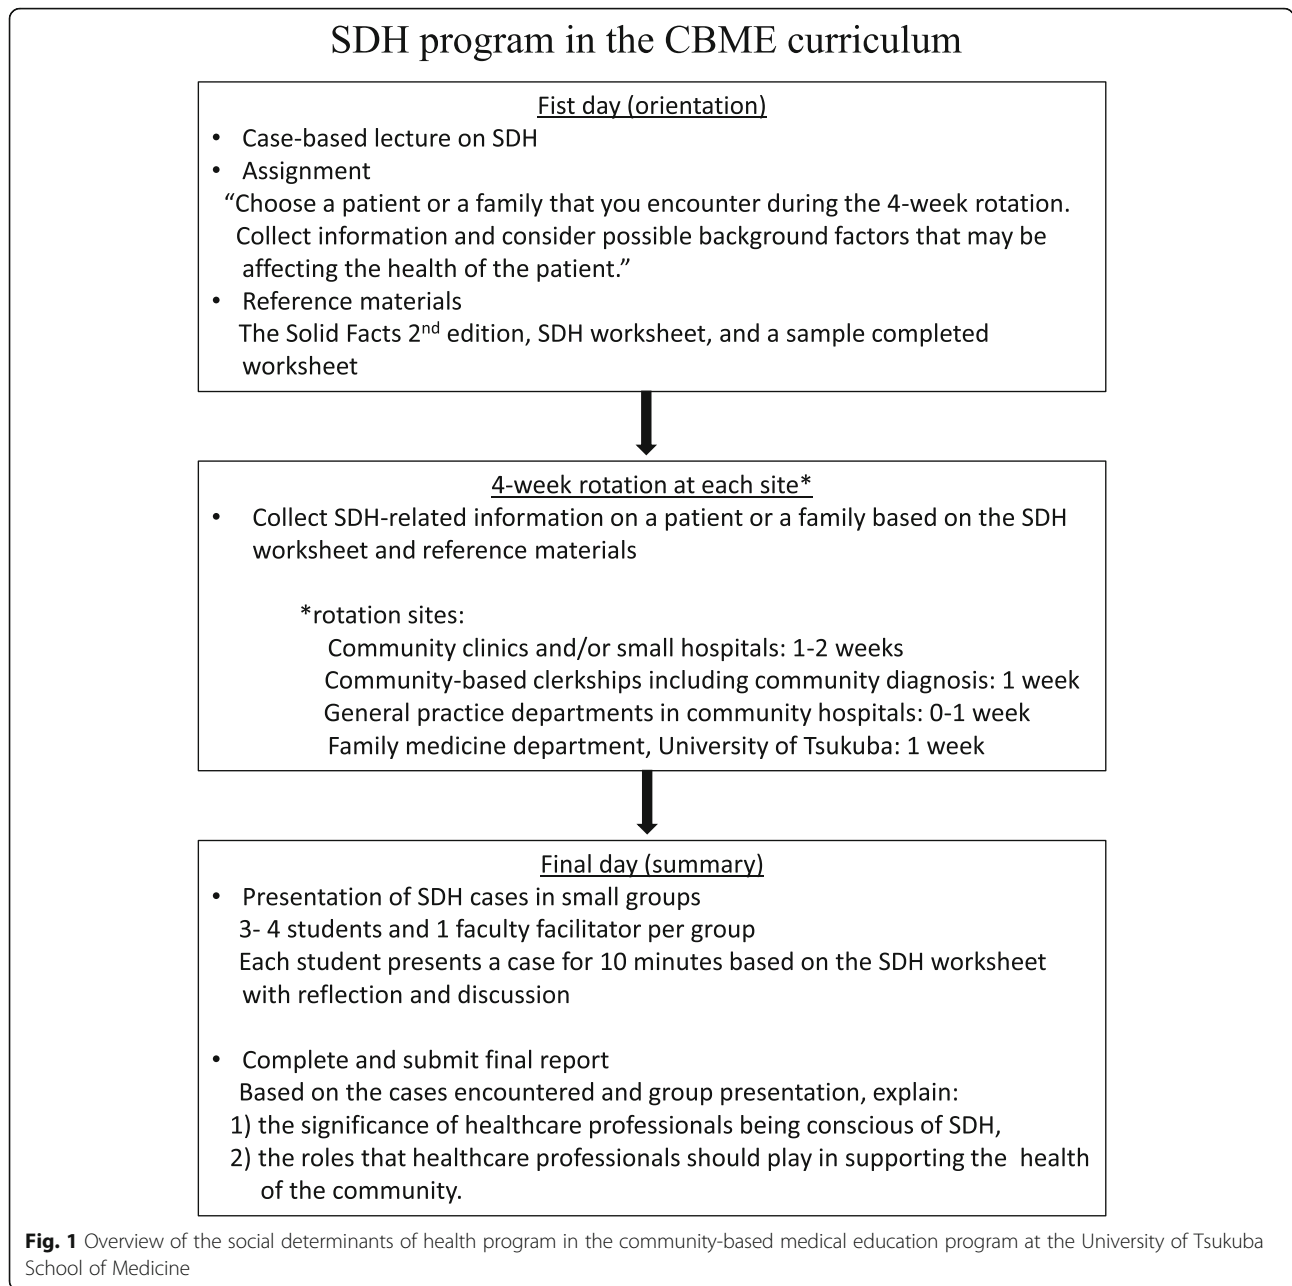 SDH program in the CBME curriculum
Fist day (orientation)
• Case-based lecture on SDH
• Assignment
“Choose a patient or a family that you encounter during the 4-week rotation.
Collect information and consider possible background factors that may be
affecting the health of the patient.”
• Reference materials
The Solid Facts 2nd edition, SDH worksheet, and a sample completed
worksheet
4-week rotation at each site*
• Collect SDH-related information on a patient or a family based on the SDH
worksheet and reference materials
*rotation sites:
Community clinics and/or small hospitals: 1-2 weeks
Community-based clerkships including community diagnosis: 1 week
General practice departments in community hospitals: 0-1 week
Family medicine department, University of Tsukuba: 1 week
Final day (summary)
• Presentation of SDH cases in small groups
3- 4 students and 1 faculty facilitator per group
Each student presents a case for 10 minutes based on the SDH worksheet
with reflection and discussion
• Complete and submit final report
Based on the cases encountered and group presentation, explain:
1) the significance of healthcare professionals being conscious of SDH,
2) the roles that healthcare professionals should play in supporting the health
of the community.
Fig. 1 Overview of the social determinants of health program in the community-based medical education program at the University of Tsukuba
School of Medicine